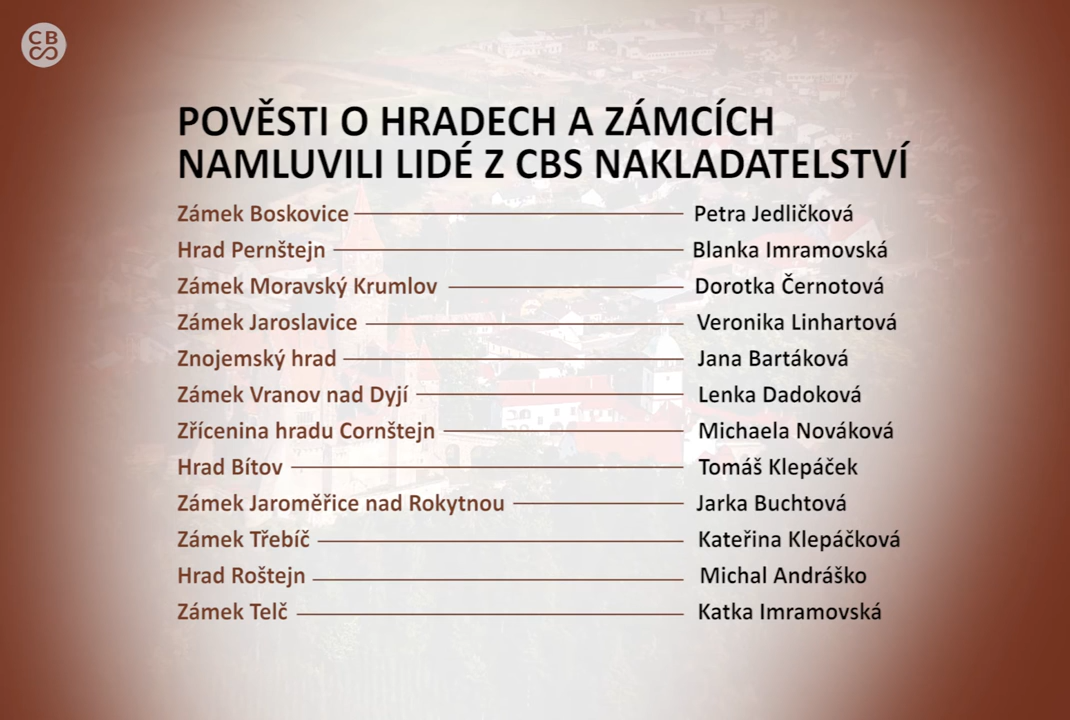 CB
POVĚSTI O HRADECH A ZÁMCÍCH
NAMLUVILI LIDÉ Z CBS NAKLADATELSTVÍ
Zámek Boskovice Petra Jedličková
Hrad Pernštejn Blanka Imramovská
Zámek Moravský Krumlov Dorotka Černotová
Zámek Jaroslavice Veronika Linhartová
Znojemský hrad Jana Bartáková
Zámek Vranov nad Dyjí Lenka Dadoková
Zřícenina hradu Cornštejn Michaela Nováková
Hrad Bítov Tomáš Klepáček
Zámek Jaroměřice nad Rokytnou Jarka Buchtová
Zámek Třebíč Kateřina Klepáčková
Hrad Roštejn Michal Andráško
Zámek Telč Katka Imramovská